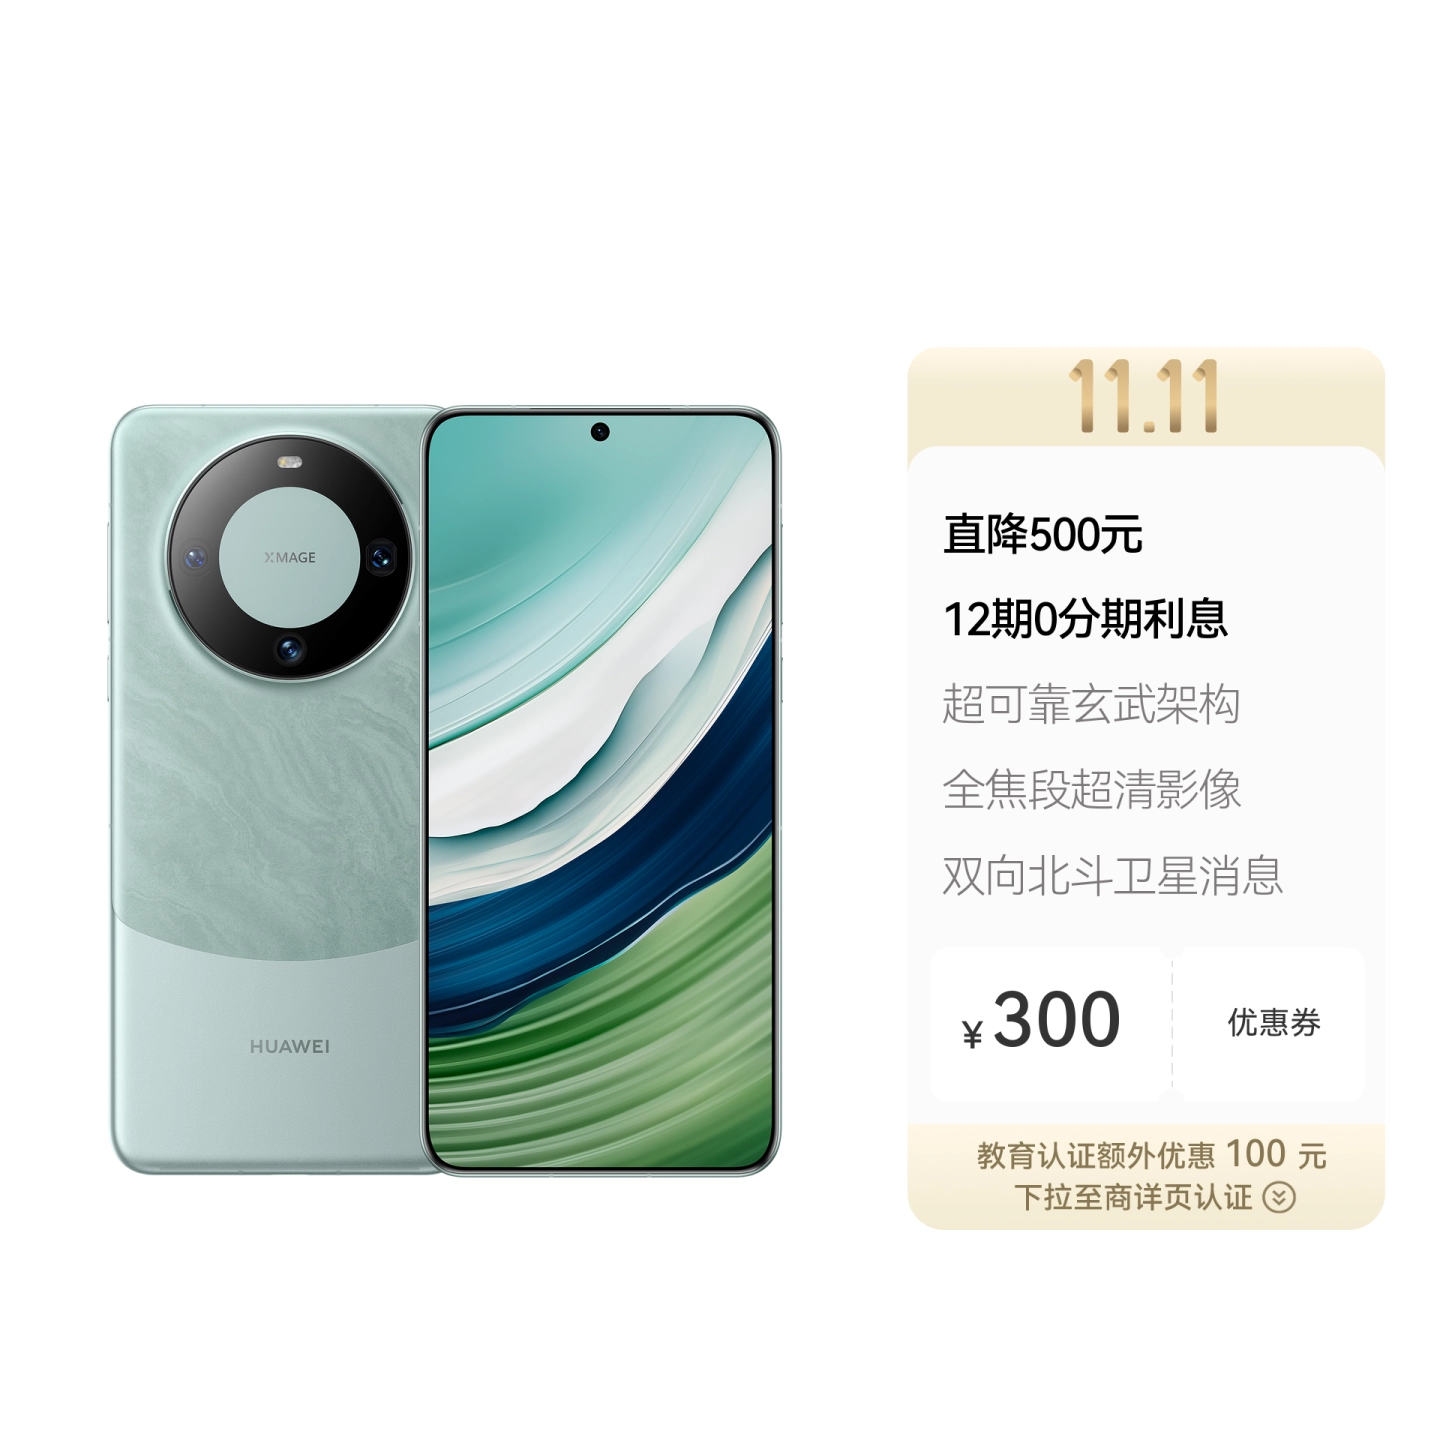 XMAGE
HUAWEI
11.11
直降500元
12期0分期利息
超可靠玄武架构
全焦段超清影像
双向北斗卫星消息
¥300
优惠券
教育认证额外优惠 100 元
下拉至商详页认证